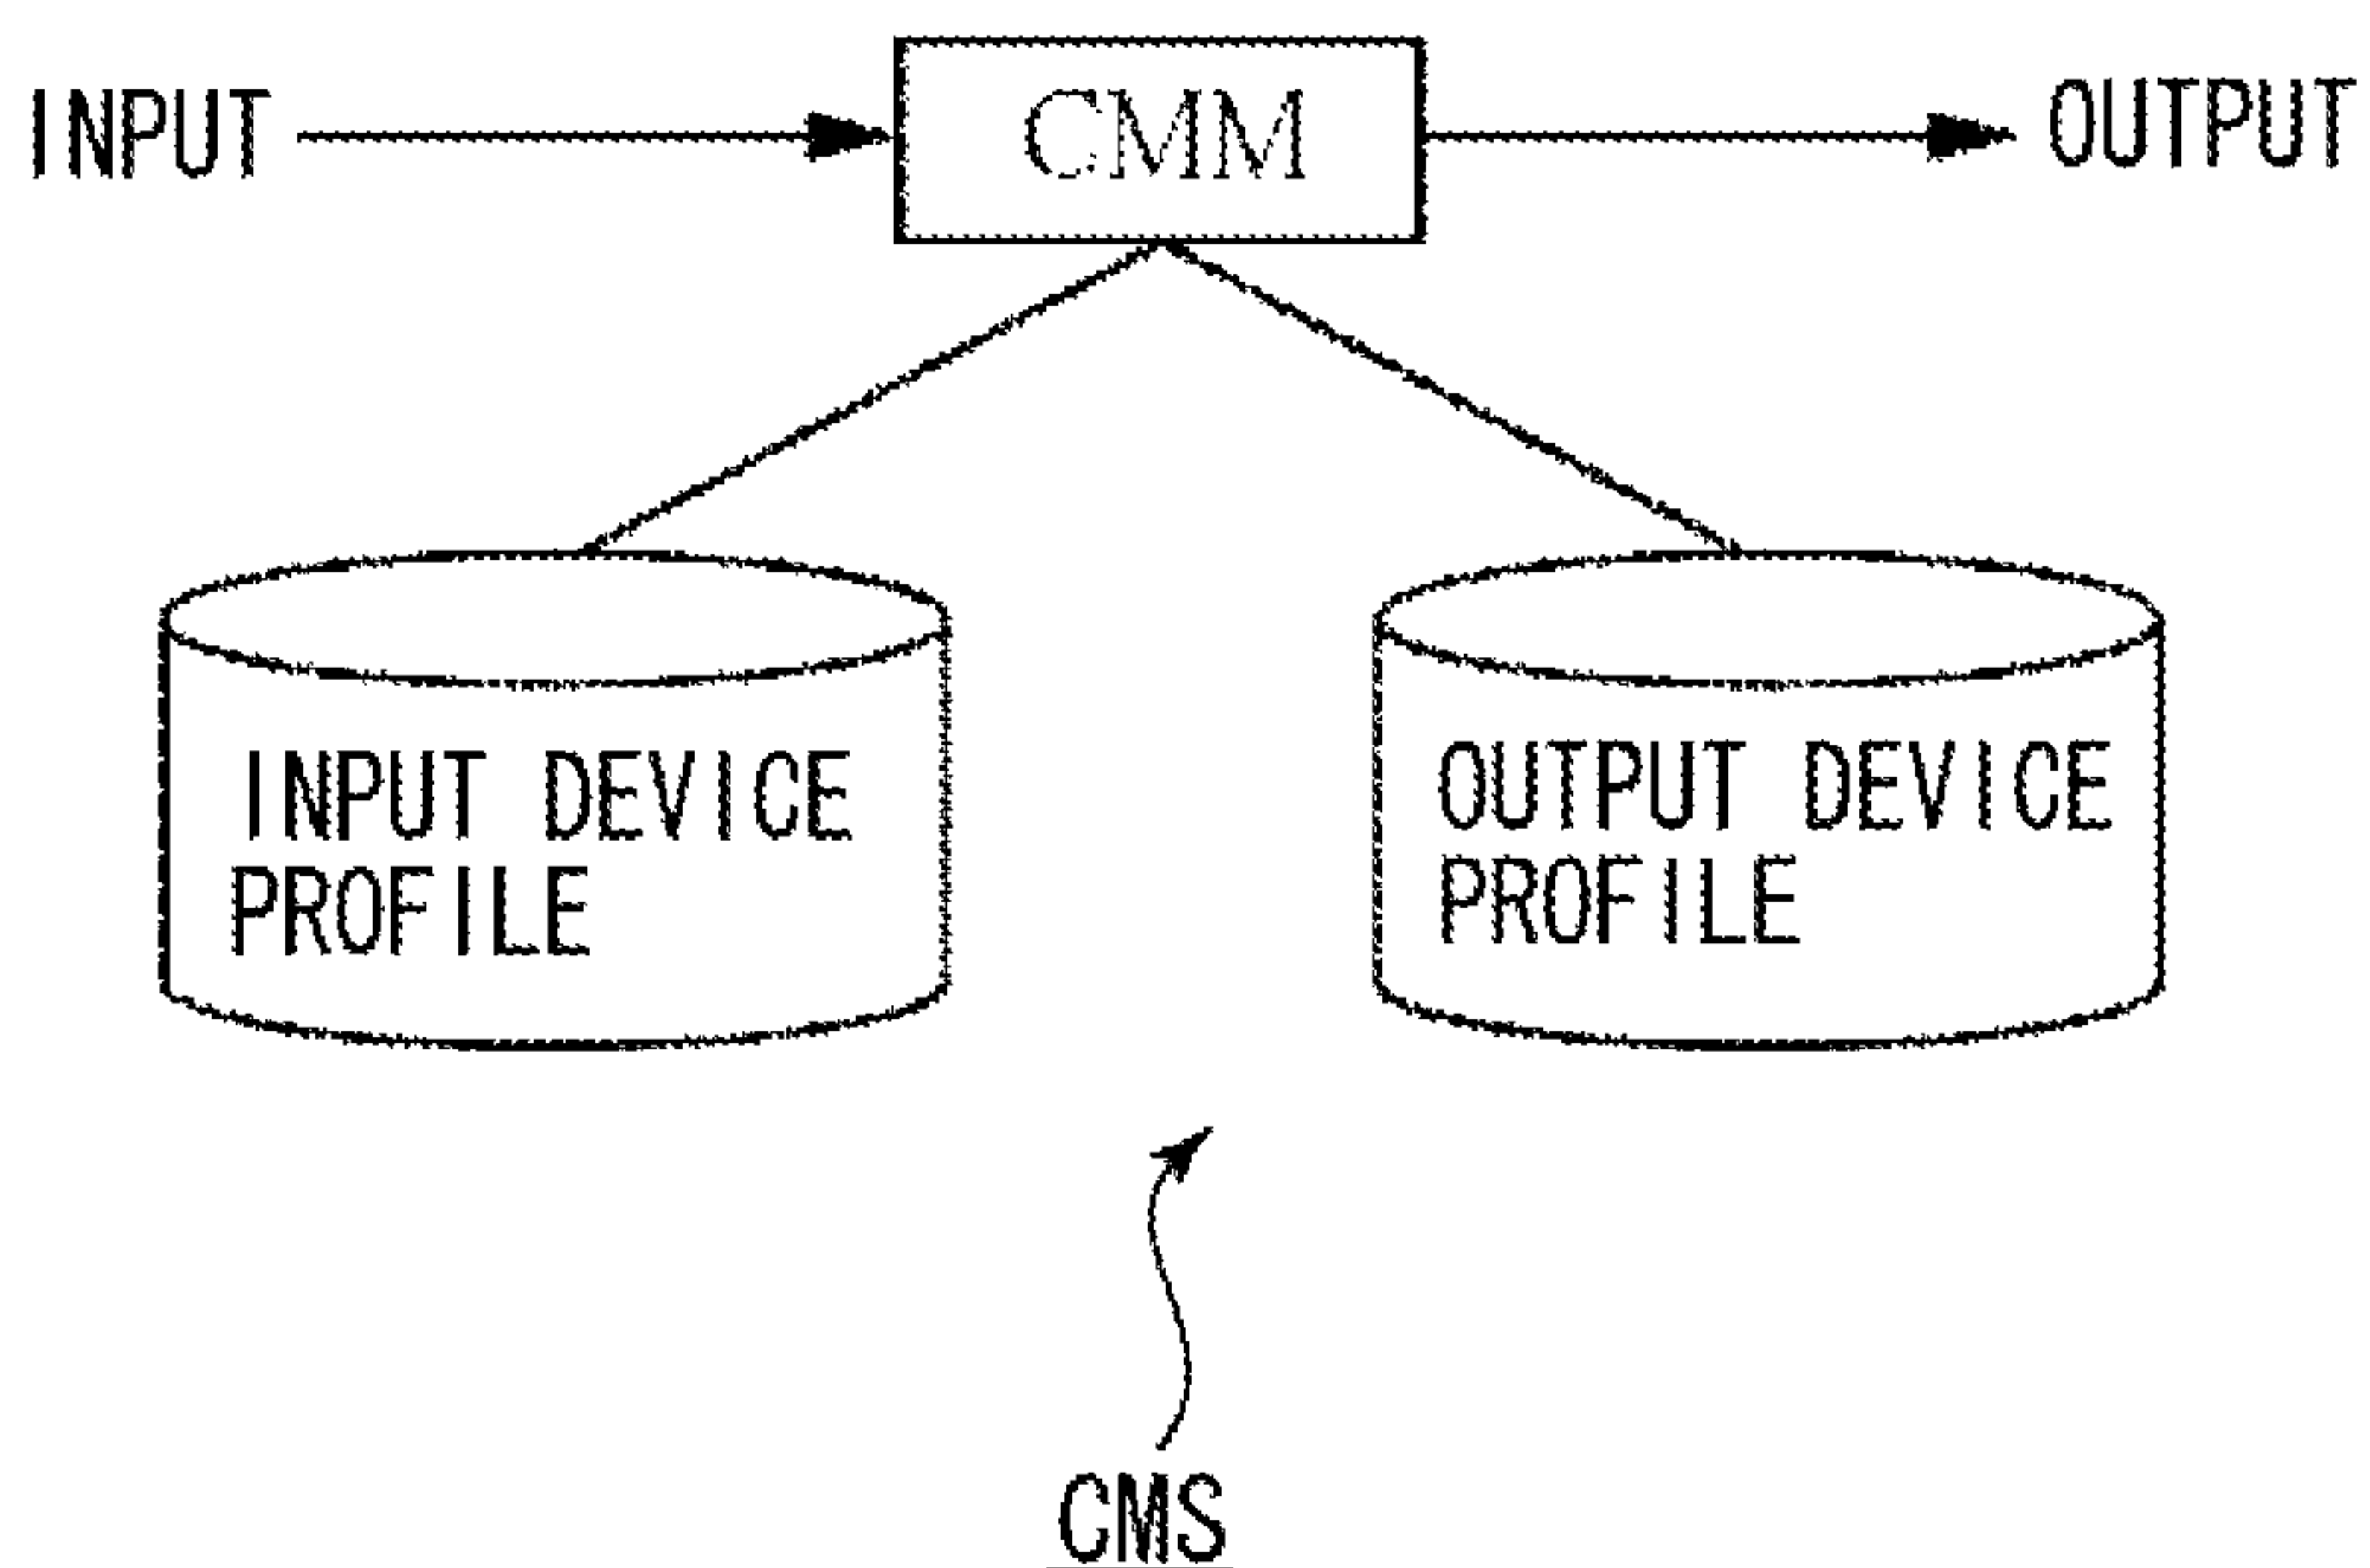 INPUT
CMM
OUTPUT
INPUT DEVICE
PROFILE
OUTPUT DEVICE
PROFILE
CMS